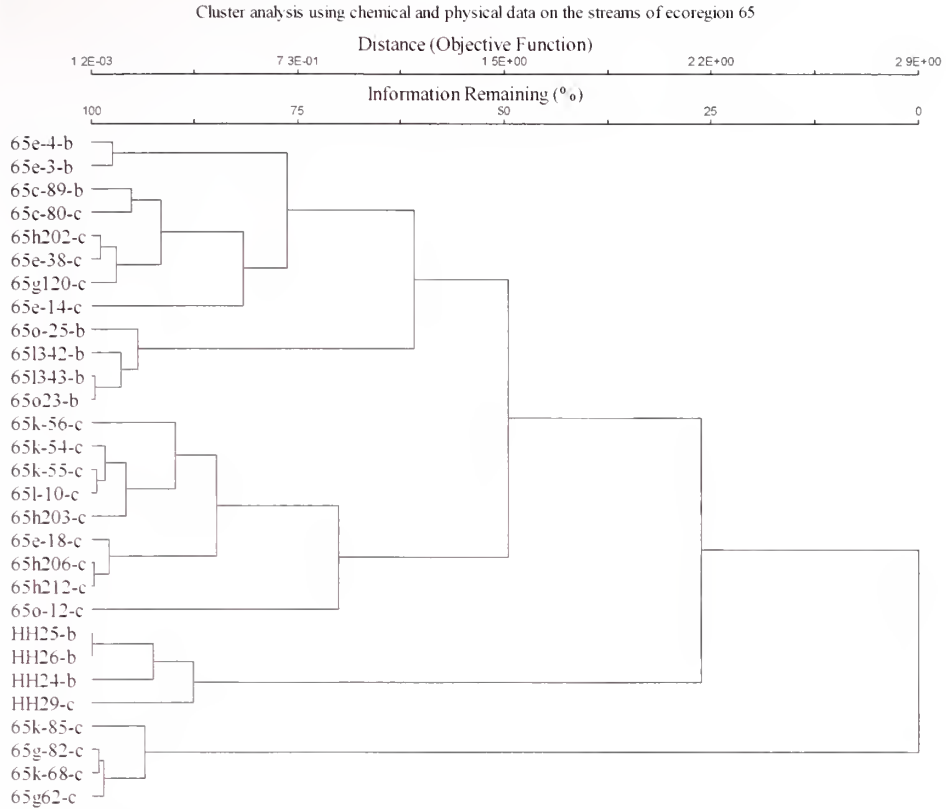 Cluster analysis using chemical and physical data on the streams of ecoregion 65
Distance (Objective Function)
1 2E-03 7 3E-01 1 5E+00 2 2E+00 2 9E+00
Information Remaining (%)
100 75 50 25 0
65e-4-b
65e-3-b
65c-89-b
65c-80-c
65h202-c
65e-38-c
65g120-c
65e-14-c
65o-25-b
65l342-b
65l343-b
65o23-b
65k-56-c
65k-54-c
65k-55-c
65l-10-c
65h203-c
65e-18-c
65h206-c
65h212-c
65o-12-c
HH25-b
HH26-b
HH24-b
HH29-c
65k-85-c
65g-82-c
65k-68-c
65g62-c